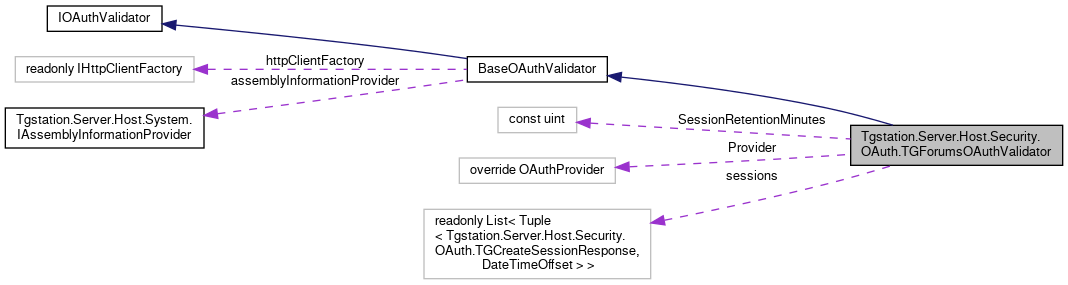 IOAuthValidator
readonly IHttpClientFactory
httpClientFactory
assemblyInformationProvider
BaseOAuthValidator
Tgstation.Server.Host.System.
IAssemblyInformationProvider
const uint
SessionRetentionMinutes
Tgstation.Server.Host.Security.
OAuth.TGForumsOAuthValidator
override OAuthProvider
Provider
sessions
readonly List< Tuple
< Tgstation.Server.Host.Security.
OAuth.TGCreateSessionResponse,
DateTimeOffset > >